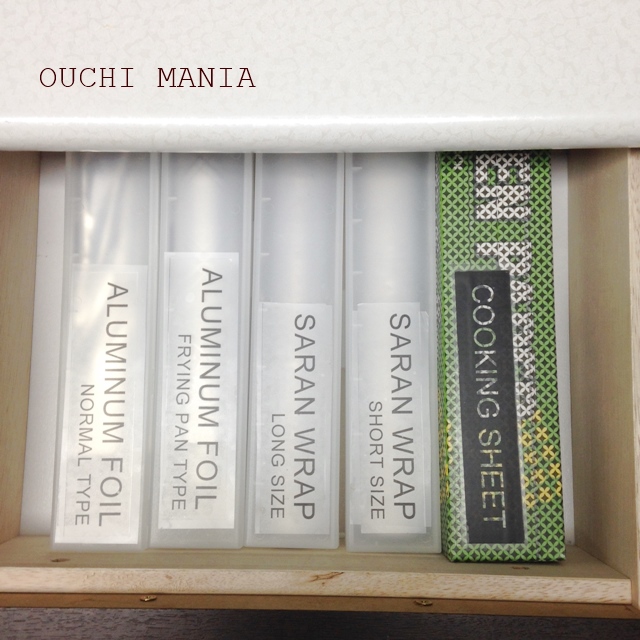 OUCHI MANIA
ALUMINUM FOIL
NORMAL TYPE
ALUMINUM FOIL
FRYING PAN TYPE
SARAN WRAP
LONG SIZE
SARAN WRAP
SHORT SIZE
COOKING SHEET